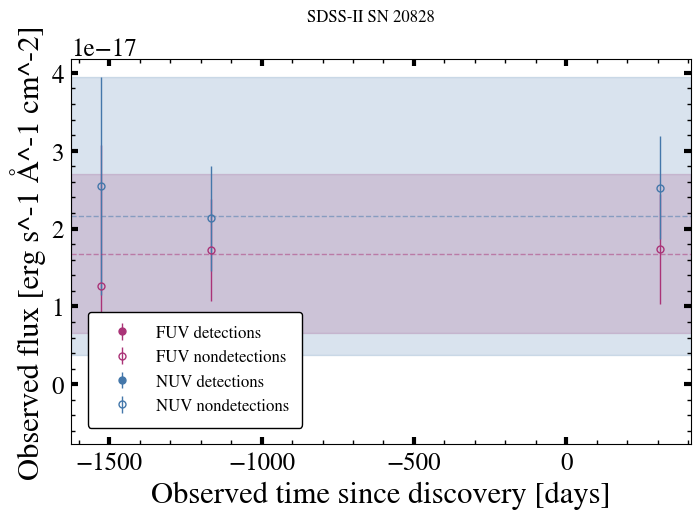 SDSS-II SN 20828
1e−17
4
3
2
1
0
Observed flux [erg s^-1 Å^-1 cm^-2]
FUV detections
FUV nondetections
NUV detections
NUV nondetections
−1500 −1000 −500 0
Observed time since discovery [days]